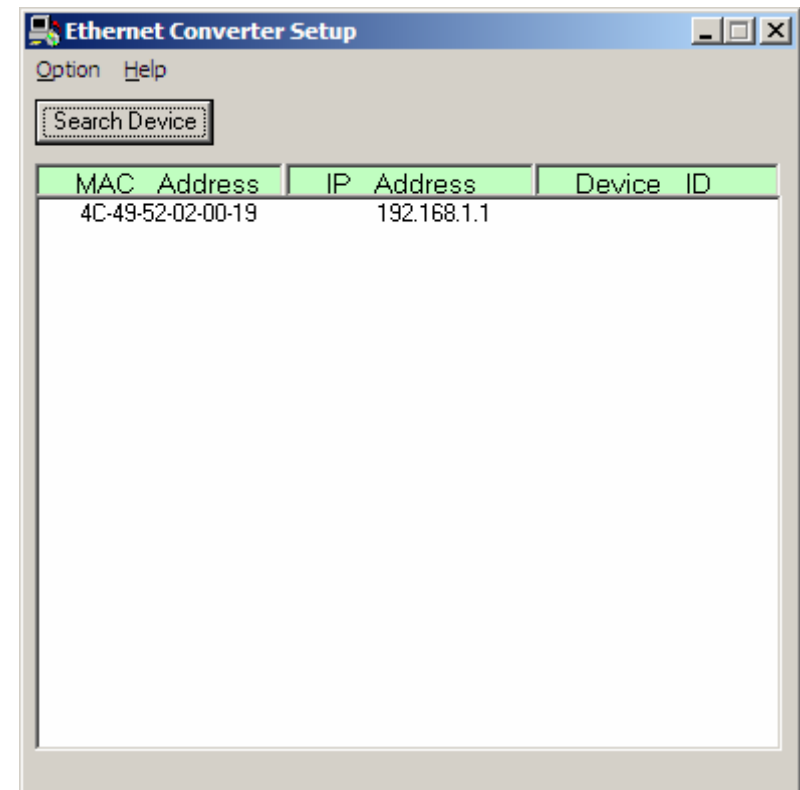 Ethernet Converter Setup
Option Help
Search Device
MAC Address IP Address Device ID
4C-49-52-02-00-19 192.168.1.1